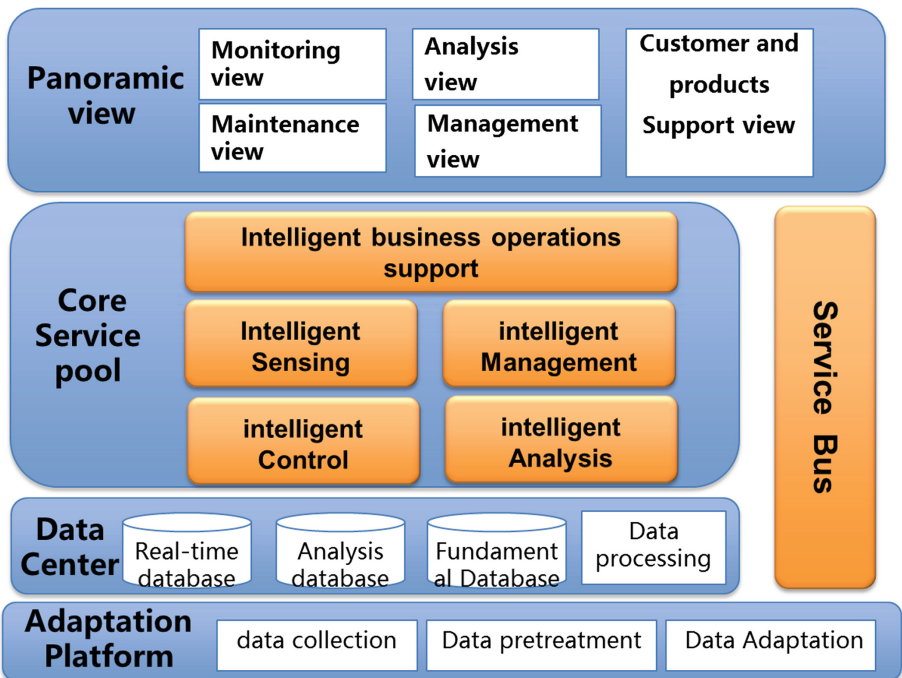 Panoramic
view
Monitoring
view
Maintenance
view
Analysis
view
Management
view
Customer and
products
Support view
Core
Service
pool
Intelligent business operations
support
Intelligent
Sensing
intelligent
Management
intelligent
Control
intelligent
Analysis
Service Bus
Data
Center
Real-time
database
Analysis
database
Fundament
al Database
Data
processing
Adaptation
Platform
data collection
Data pretreatment
Data Adaptation